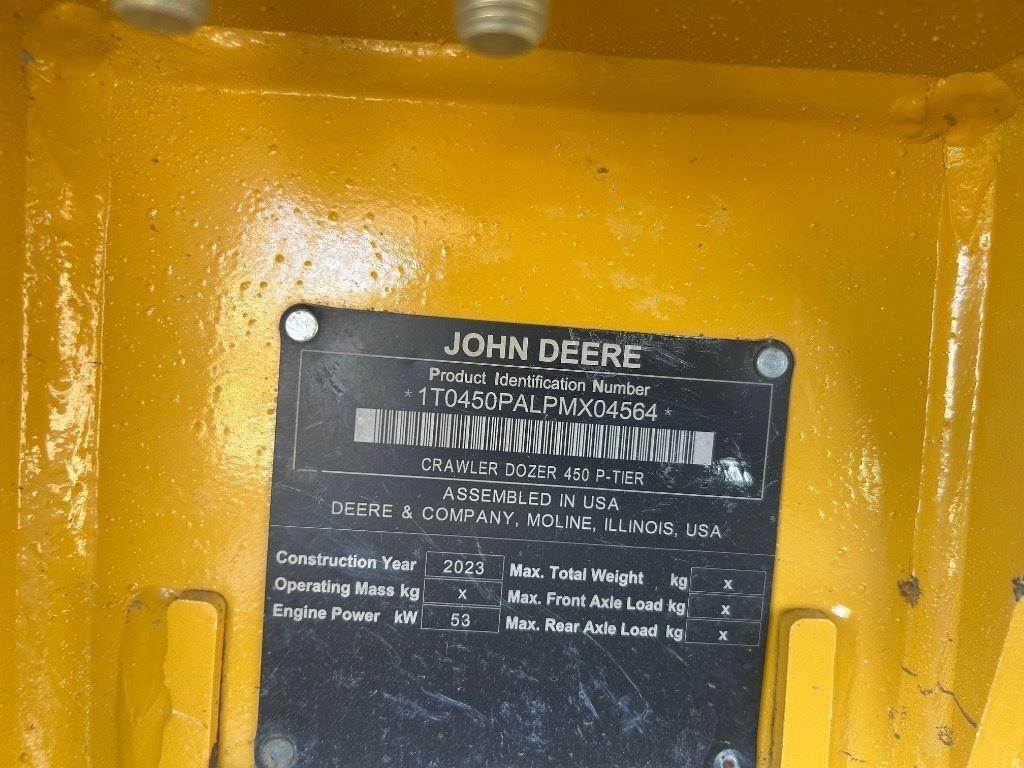 JOHN DEERE
Product Identification Number
*1T0450PALPMX04564*
CRAWLER DOZER 450 P-TIER
ASSEMBLED IN USA
DEERE & COMPANY, MOLINE, ILLINOIS, USA
Construction Year 2023 Max. Total Weight kg x
Operating Mass kg x Max. Front Axle Load kg x
Engine Power kW 53 Max. Rear Axle Load kg x